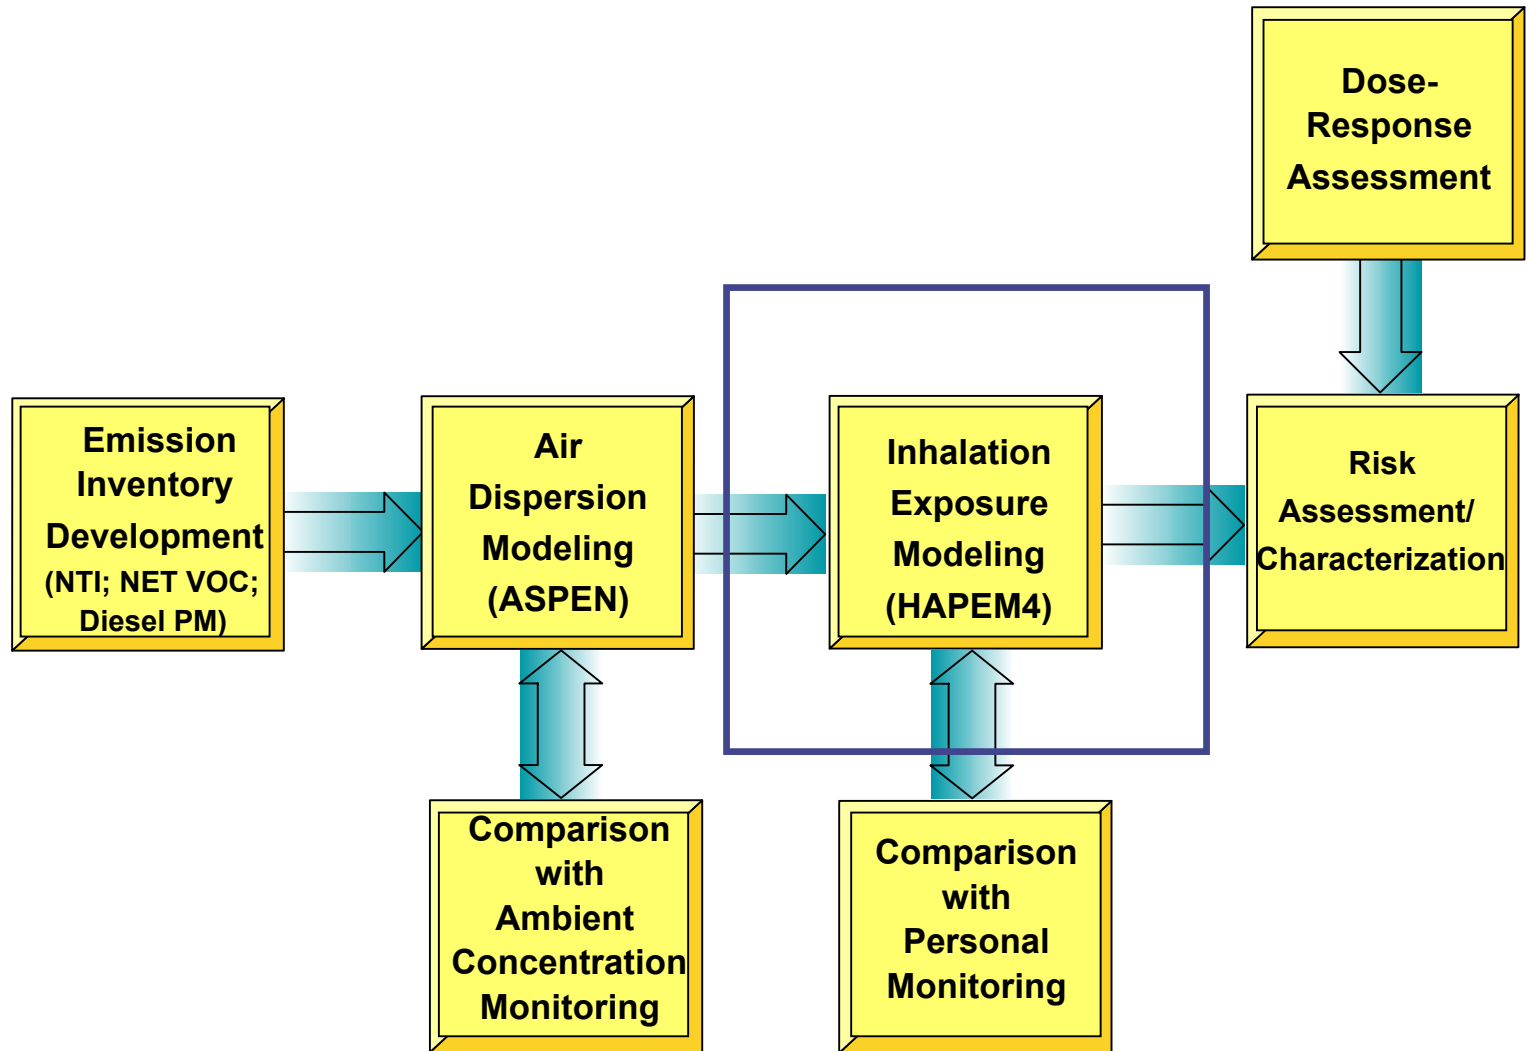 Dose-
Response
Assessment
Emission
Inventory
Development
(NTI; NET VOC;
Diesel PM)
Air
Dispersion
Modeling
(ASPEN)
Inhalation
Exposure
Modeling
(HAPEM4)
Risk
Assessment/
Characterization
Comparison
with
Ambient
Concentration
Monitoring
Comparison
with
Personal
Monitoring